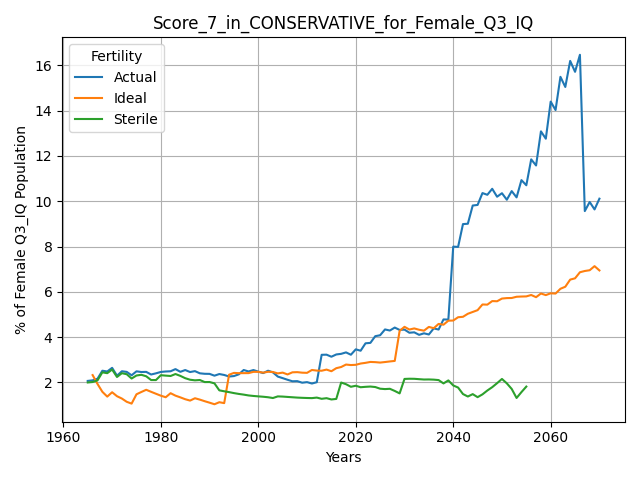 Score_7_in_CONSERVATIVE_for_Female_Q3_IQ
Fertility
Actual
Ideal
Sterile
% of Female Q3_IQ Population
16
14
12
10
8
6
4
2
1960
1980
2000
2020
2040
2060
Years